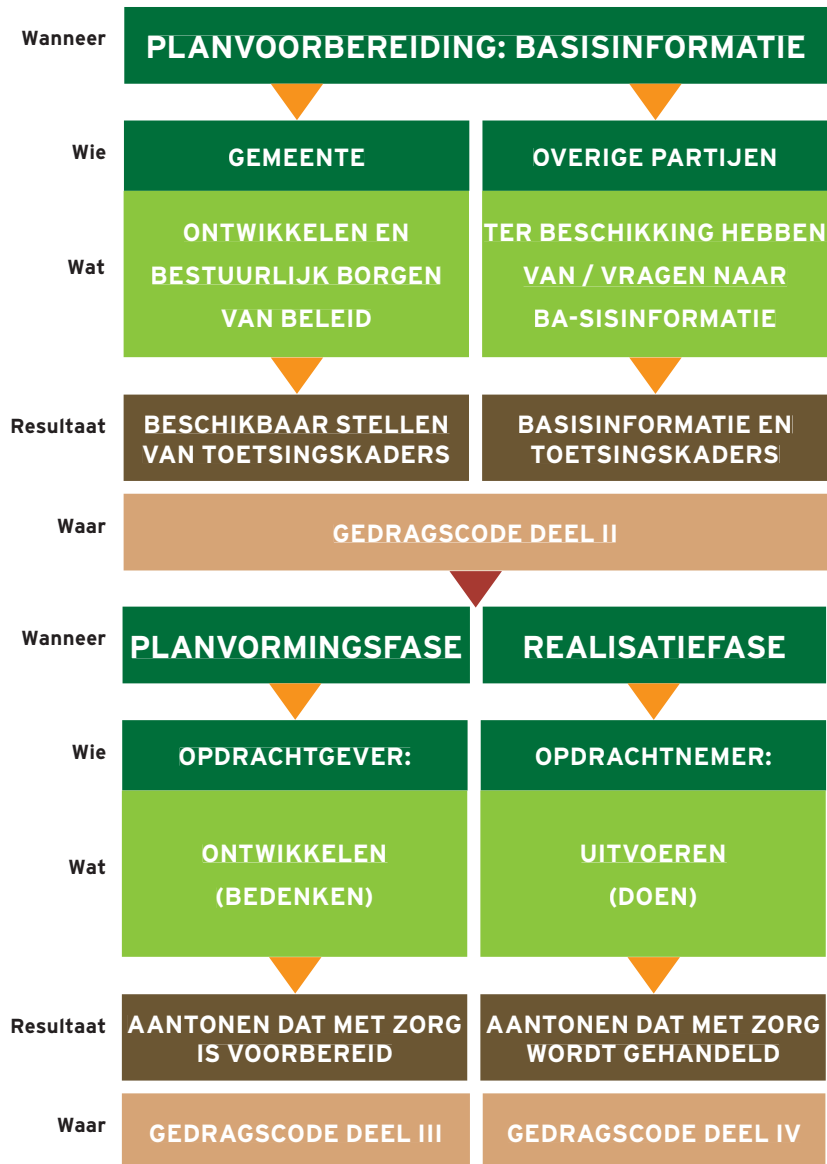 Wanneer
PLANVOORBEREIDING: BASISINFORMATIE
Wie
GEMEENTE
OVERIGE PARTIJEN
Wat
ONTWIKKELEN EN
BESTUURLIJK BORGEN
VAN BELEID
TER BESCHIKKING HEBBEN
VAN / VRAGEN NAAR
BA-SISINFORMATIE
Resultaat
BESCHIKBAAR STELLEN
VAN TOETSINGSKADERS
BASISINFORMATIE EN
TOETSINGSKADERS
Waar
GEDRAGSCODE DEEL II
Wanneer
PLANVORMINGSFASE
REALISATIEFASE
Wie
OPDRACHTGEVER:
OPDRACHTNEMER:
Wat
ONTWIKKELEN
(BEDENKEN)
UITVOEREN
(DOEN)
Resultaat
AANTONEN DAT MET ZORG
IS VOORBEREID
AANTONEN DAT MET ZORG
WORDT GEHANDELD
Waar
GEDRAGSCODE DEEL III
GEDRAGSCODE DEEL IV